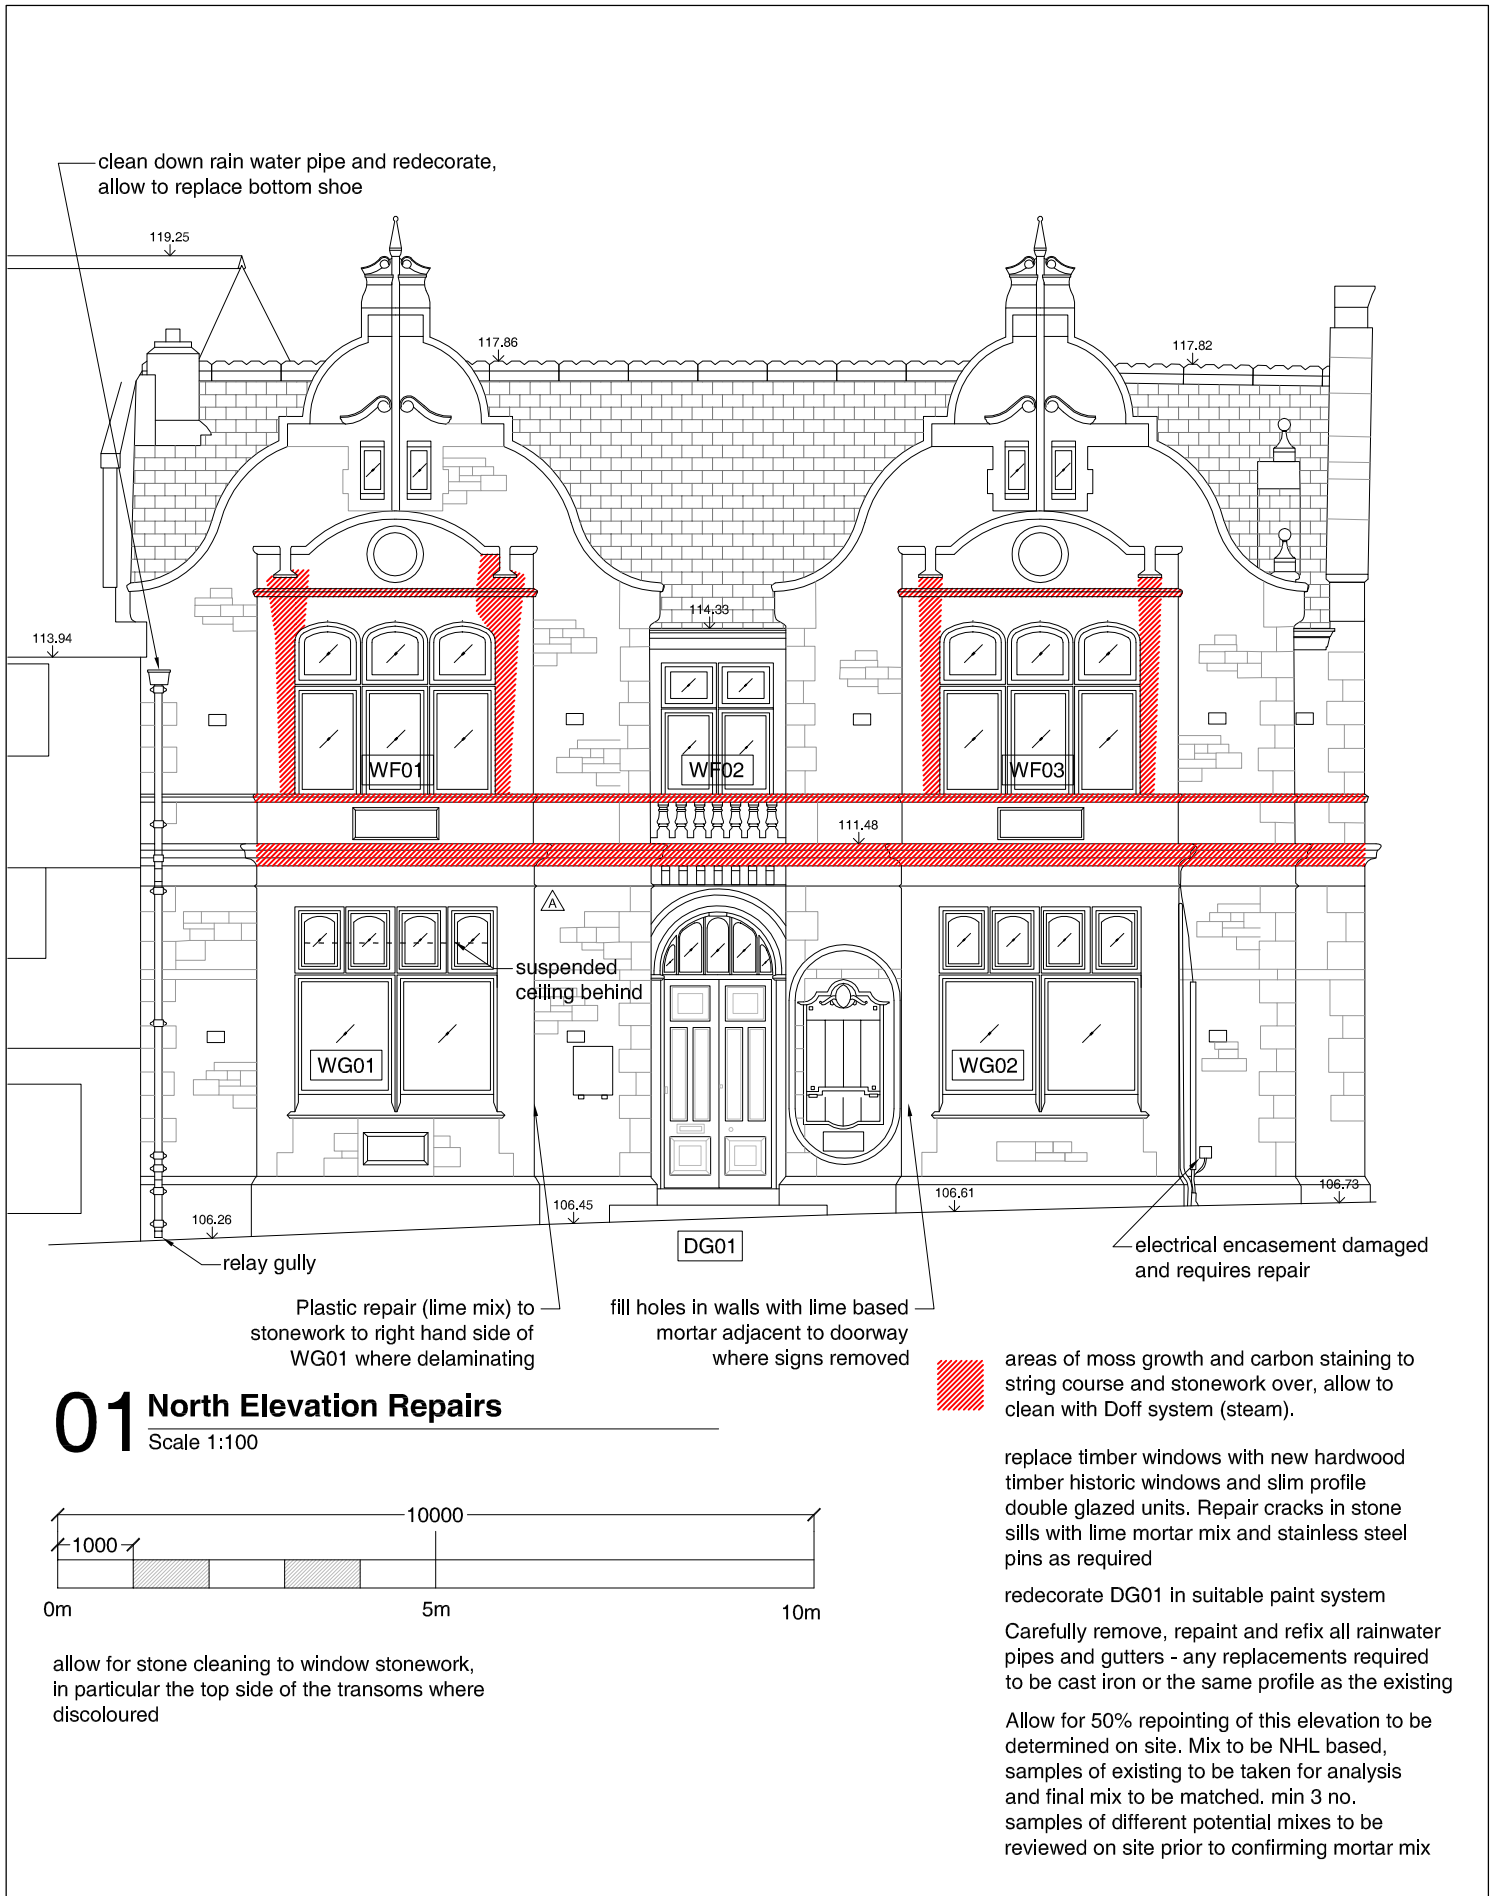 clean down rain water pipe and redecorate,
allow to replace bottom shoe
119.25
117.86
117.82
113.94
114.33
WF01
WF02
WF03
111.48
A
suspended
ceiling behind
WG01
WG02
106.26
106.45
106.61
106.73
DG01
relay gully
electrical encasement damaged
and requires repair
Plastic repair (lime mix) to
stonework to right hand side of
WG01 where delaminating
fill holes in walls with lime based
mortar adjacent to doorway
where signs removed
01 North Elevation Repairs
Scale 1:100
10000
1000
0m
5m
10m
allow for stone cleaning to window stonework,
in particular the top side of the transoms where
discoloured
areas of moss growth and carbon staining to
string course and stonework over, allow to
clean with Doff system (steam).
replace timber windows with new hardwood
timber historic windows and slim profile
double glazed units. Repair cracks in stone
sills with lime mortar mix and stainless steel
pins as required
redecorate DG01 in suitable paint system
Carefully remove, repaint and refix all rainwater
pipes and gutters - any replacements required
to be cast iron or the same profile as the existing
Allow for 50% repointing of this elevation to be
determined on site. Mix to be NHL based,
samples of existing to be taken for analysis
and final mix to be matched. min 3 no.
samples of different potential mixes to be
reviewed on site prior to confirming mortar mix